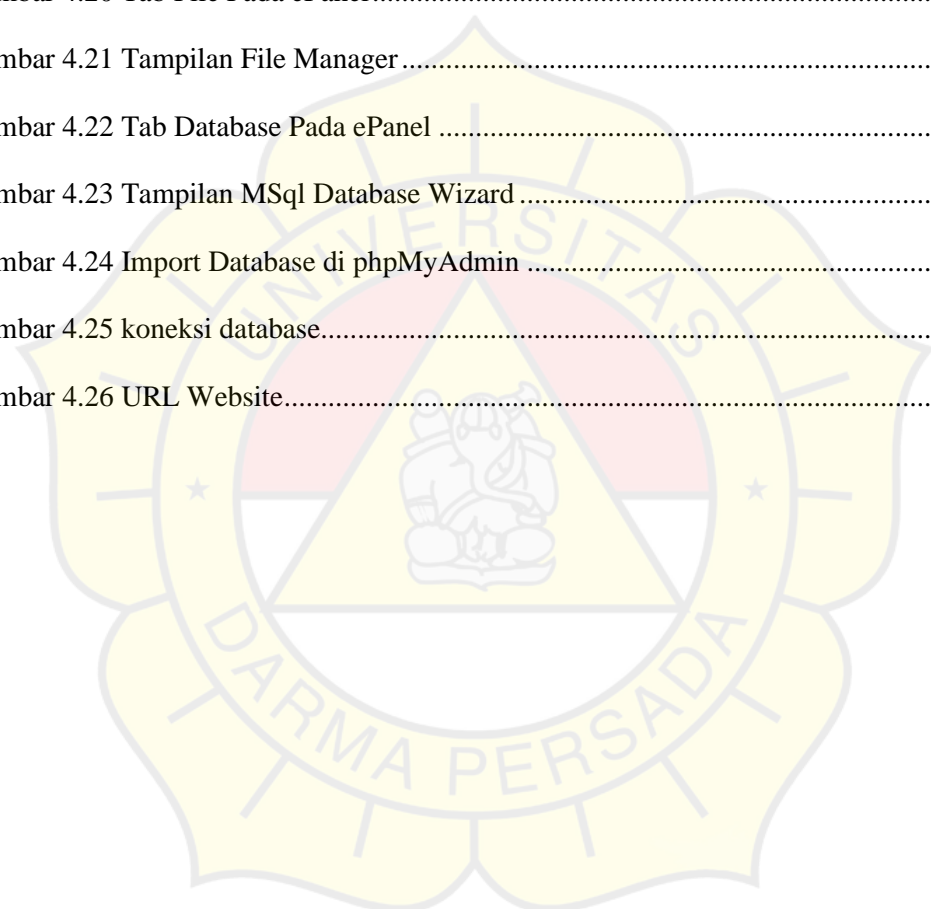 mbar 4.20 Tab File Pada ePanel
mbar 4.21 Tampilan File Manager
mbar 4.22 Tab Database Pada ePanel
mbar 4.23 Tampilan MSql Database Wizard
mbar 4.24 Import Database di phpMyAdmin
mbar 4.25 koneksi database
mbar 4.26 URL Website
UNIVERSITAS
DARMA PERSADA